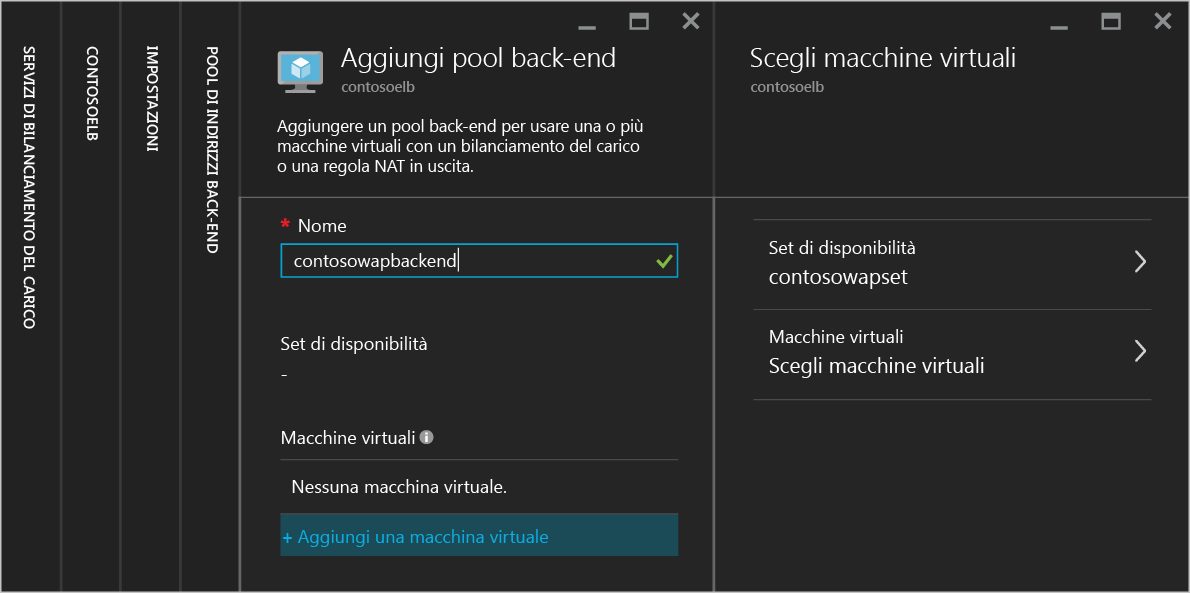 SERVIZI DI BILANCIAMENTO DEL CARICO
CONTOSOELB
IMPOSTAZIONI
POOL DI INDIRIZZI BACK-END
Aggiungi pool back-end
contosoelb
Aggiungere un pool back-end per usare una o più
macchine virtuali con un bilanciamento del carico
o una regola NAT in uscita.
* Nome
contosowapbackend
Set di disponibilità
-
Macchine virtuali
Nessuna macchina virtuale.
+ Aggiungi una macchina virtuale
Scegli macchine virtuali
contosoelb
Set di disponibilità
contosowapset
Macchine virtuali
Scegli macchine virtuali